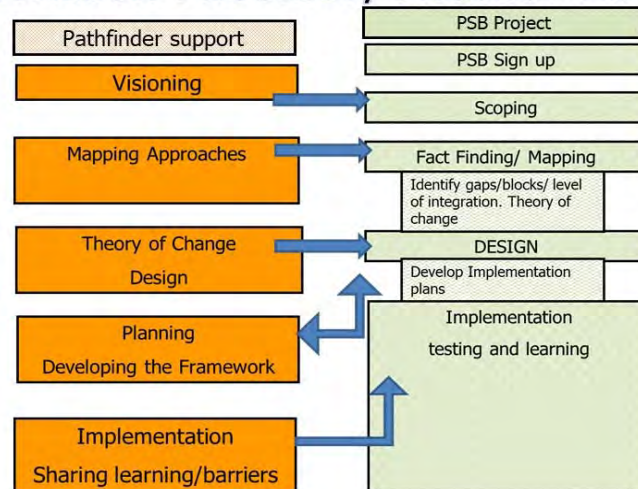 Pathfinder support
Visioning
Mapping Approaches
Theory of Change
Design
Planning
Developing the Framework
Implementation
Sharing learning/barriers
PSB Project
PSB Sign up
Scoping
Fact Finding/ Mapping
Identify gaps/blocks/ level
of integration. Theory of
change
DESIGN
Develop Implementation
plans
Implementation
testing and learning